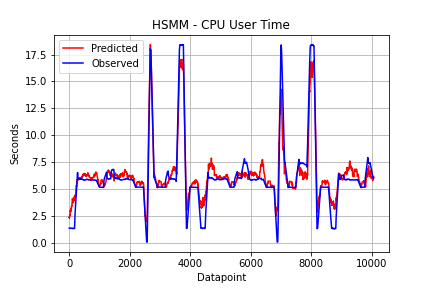 HSMM - CPU User Time
Predicted
Observed
17.5
15.0
12.5
10.0
7.5
5.0
2.5
0.0
Seconds
0 2000 4000 6000 8000 10000
Datapoint